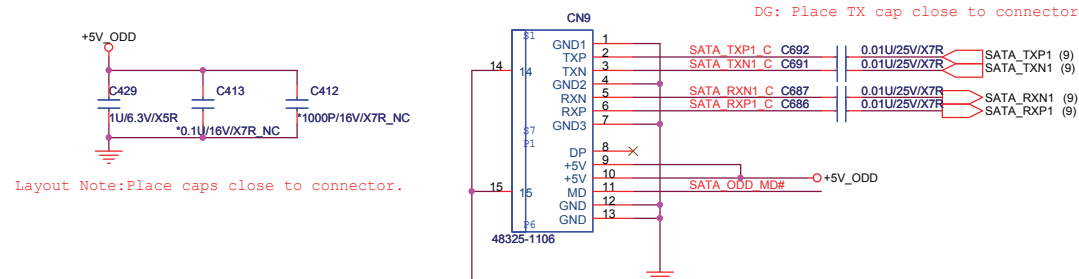 DG: Place TX cap close to connector
CN9
+5V_ODD
C429
1U/6.3V/X5R
C413
*0.1U/16V/X7R_NC
C412
*1000P/16V/X7R_NC
Layout Note:Place caps close to connector.
S1
S7
P1
P6
14 14
15 15
GND1 1
TXP 2 SATA_TXP1_C C692 0.01U/25V/X7R SATA_TXP1 (9)
TXN 3 SATA_TXN1_C C691 0.01U/25V/X7R SATA_TXN1 (9)
GND2 4
RXN 5 SATA_RXN1_C C687 0.01U/25V/X7R SATA_RXN1 (9)
RXP 6 SATA_RXP1_C C686 0.01U/25V/X7R SATA_RXP1 (9)
GND3 7
DP 8
+5V 9
+5V 10 +5V_ODD
MD 11 SATA_ODD_MD#
GND 12
GND 13
48325-1106